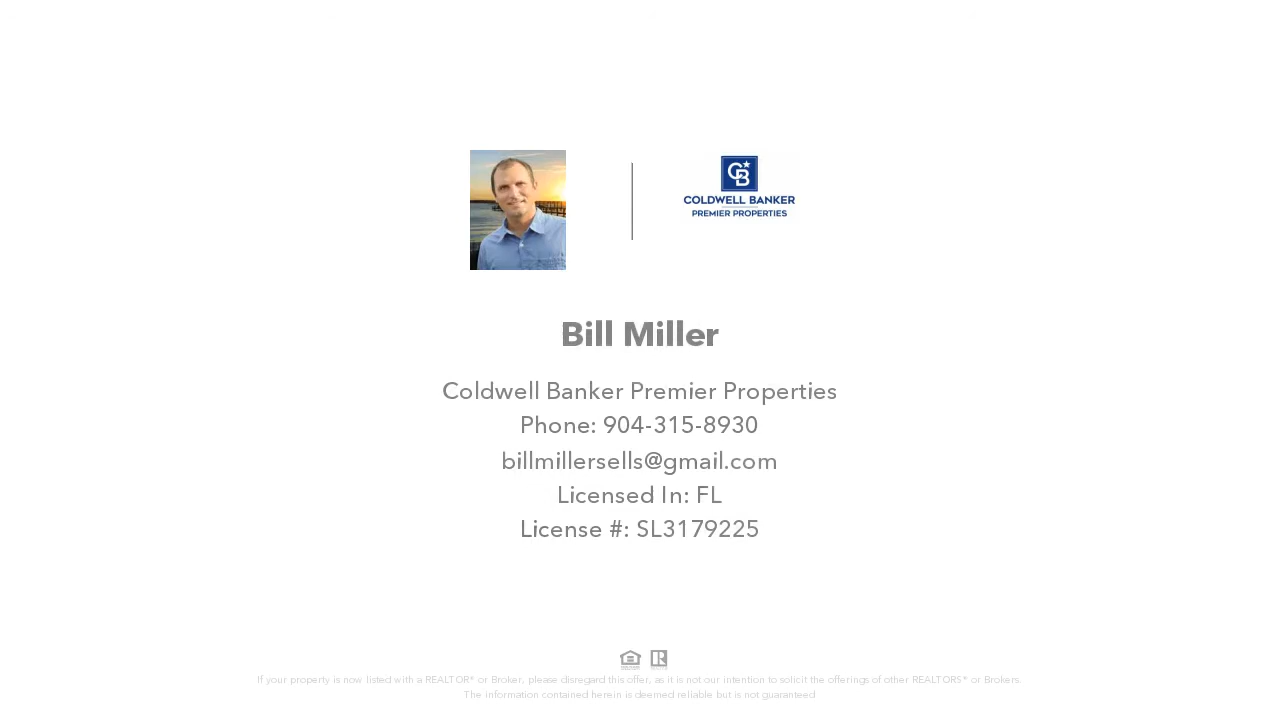 CB
COLDWELL BANKER
PREMIER PROPERTIES
Bill Miller
Coldwell Banker Premier Properties
Phone: 904-315-8930
billmillersells@gmail.com
Licensed In: FL
License #: SL3179225
If your property is now listed with a REALTOR® or Broker, please disregard this offer, as it is not our intention to solicit the offerings of other REALTORS® or Brokers.
The information contained herein is deemed reliable but is not guaranteed